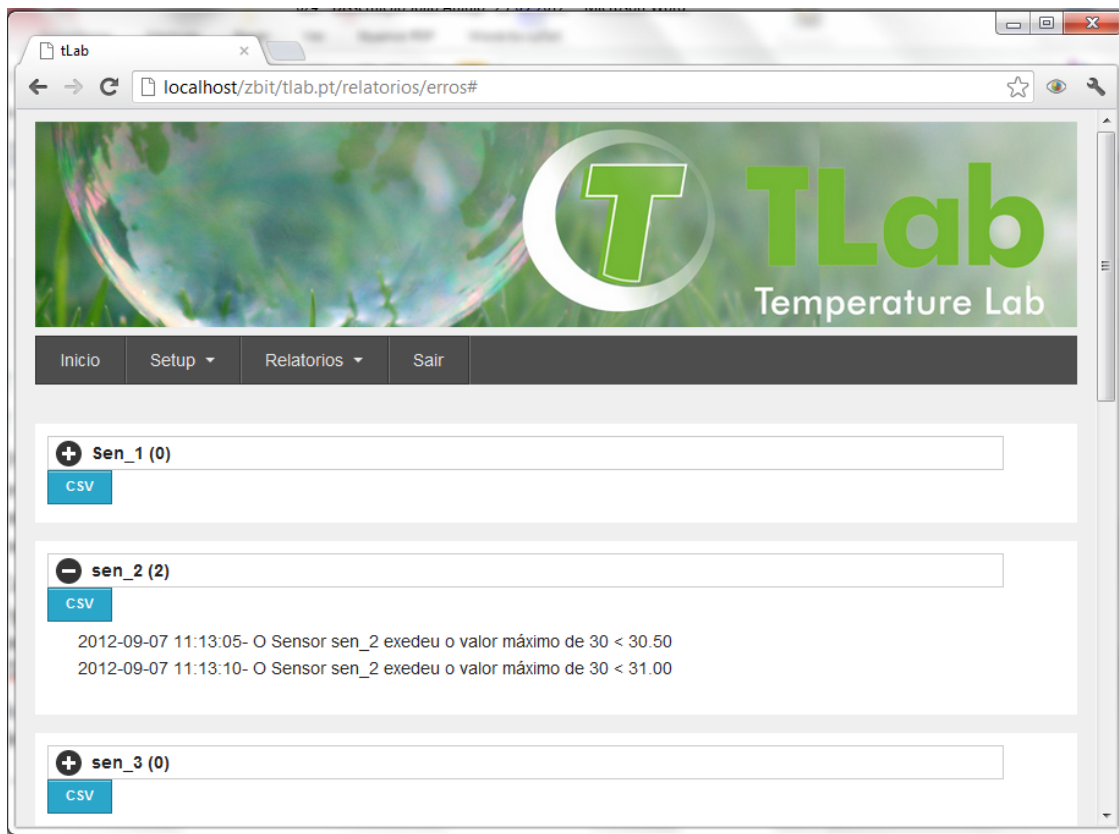 tLab
localhost/zbit/tlab.pt/relatorios/erros#
T TLab
Temperature Lab
Inicio Setup Relatorios Sair
Sen_1 (0)
CSV
sen_2 (2)
CSV
2012-09-07 11:13:05- O Sensor sen_2 exedeu o valor máximo de 30 < 30.50
2012-09-07 11:13:10- O Sensor sen_2 exedeu o valor máximo de 30 < 31.00
sen_3 (0)
CSV